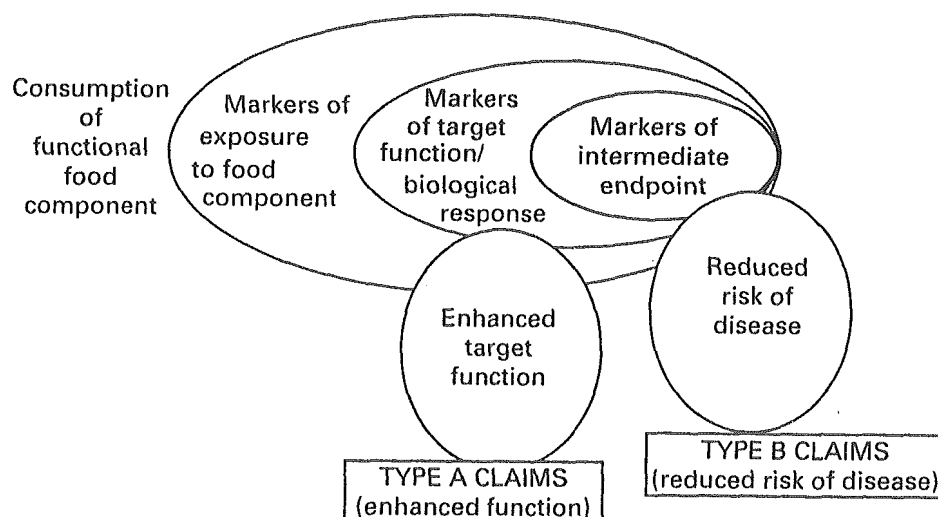 Consumption
of
functional
food
component
Markers of
exposure
to food
component
Markers
of target
function/
biological
response
Markers of
intermediate
endpoint
Enhanced
target
function
Reduced
risk of
disease
TYPE A CLAIMS
(enhanced function)
TYPE B CLAIMS
(reduced risk of disease)